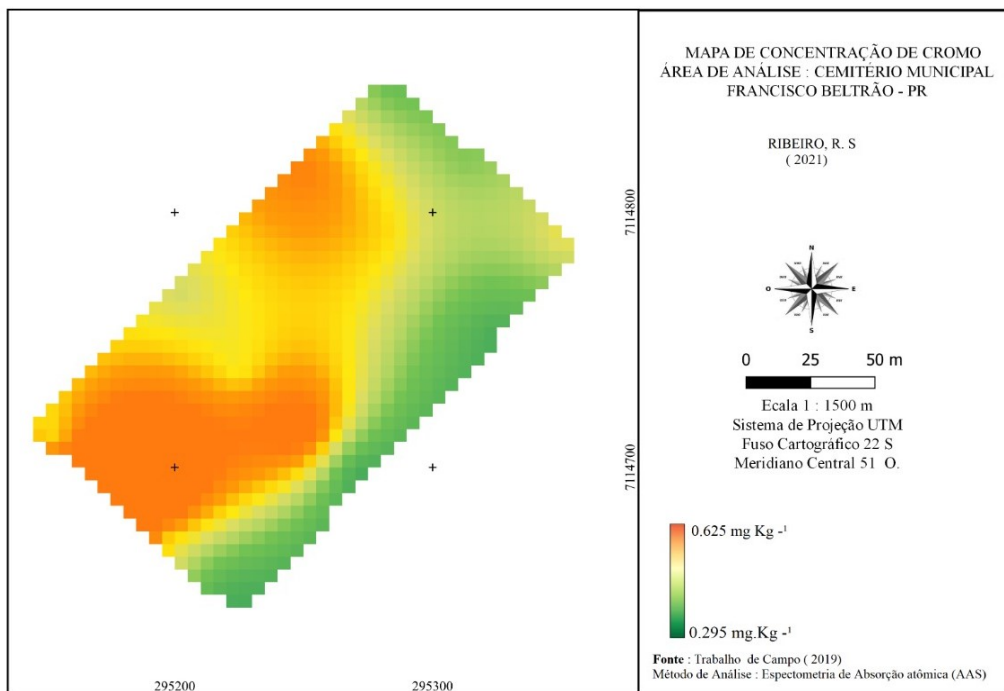 MAPA DE CONCENTRAÇÃO DE CROMO
ÁREA DE ANÁLISE : CEMITÉRIO MUNICIPAL
FRANCISCO BELTRÃO - PR
RIBEIRO, R. S
( 2021)
7114800
7114700
295200
295300
N
O
E
S
0 25 50 m
Ecala 1 : 1500 m
Sistema de Projeção UTM
Fuso Cartográfico 22 S
Meridiano Central 51 O.
0.625 mg Kg -¹
0.295 mg.Kg -¹
Fonte : Trabalho de Campo ( 2019)
Método de Análise : Espectometria de Absorção atômica (AAS)